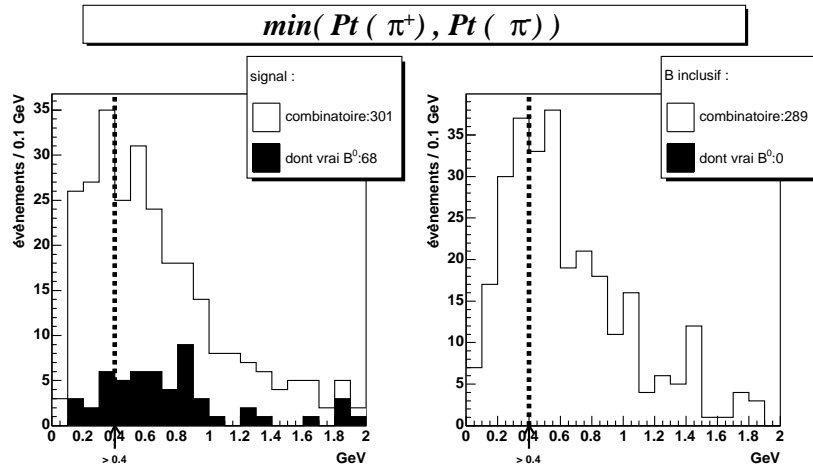 min( Pt ( π+) , Pt ( π ) )
signal :
combinatoire:301
dont vrai B0:68
évènements / 0.1 GeV
35
30
25
20
15
10
5
0
0 0.2 0.4 0.6 0.8 1 1.2 1.4 1.6 1.8 2
> 0.4
GeV
B inclusif :
combinatoire:289
dont vrai B0:0
évènements / 0.1 GeV
35
30
25
20
15
10
5
0
0 0.2 0.4 0.6 0.8 1 1.2 1.4 1.6 1.8 2
> 0.4
GeV